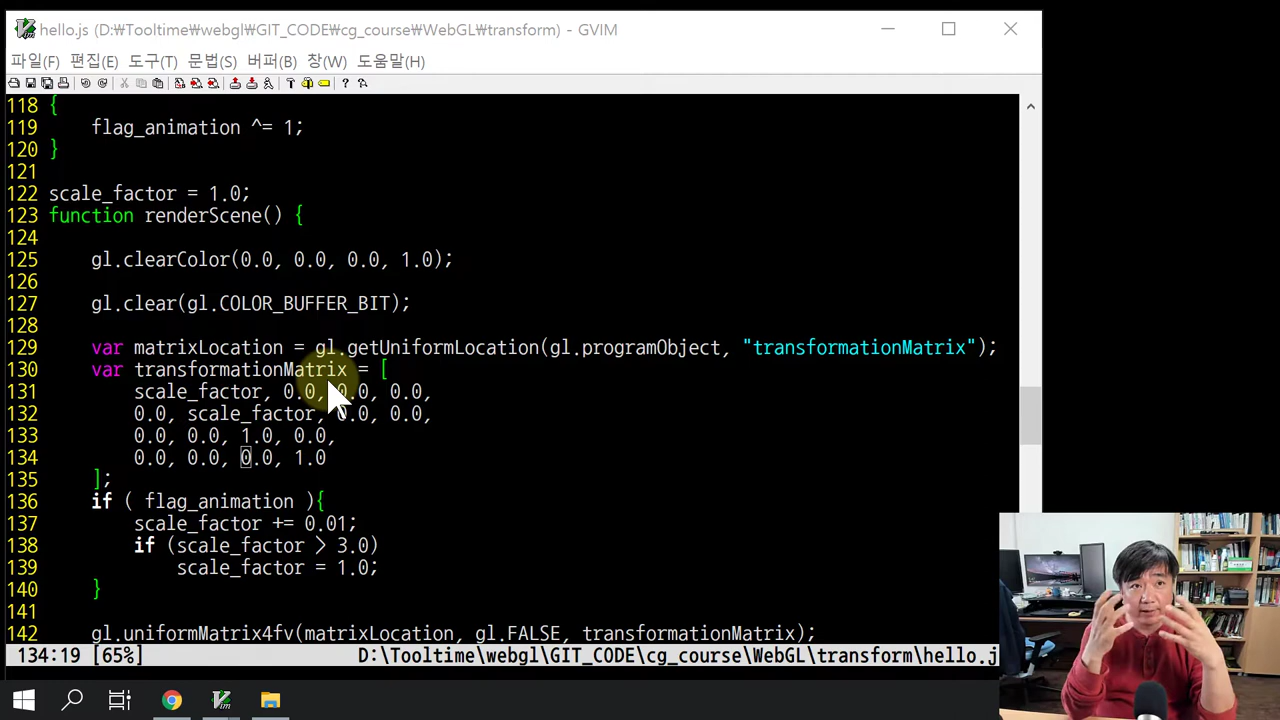 hello.js (D:₩Tooltime₩webgl₩GIT_CODE₩cg_course₩WebGL₩transform) - GVIM
파일(F) 편집(E) 도구(T) 문법(S) 버퍼(B) 창(W) 도움말(H)
118 {
119     flag_animation ^= 1;
120 }
121
122 scale_factor = 1.0;
123 function renderScene() {
124
125     gl.clearColor(0.0, 0.0, 0.0, 1.0);
126
127     gl.clear(gl.COLOR_BUFFER_BIT);
128
129     var matrixLocation = gl.getUniformLocation(gl.programObject, "transformationMatrix");
130     var transformationMatrix = [
131         scale_factor, 0.0, 0.0, 0.0,
132         0.0, scale_factor, 0.0, 0.0,
133         0.0, 0.0, 1.0, 0.0,
134         0.0, 0.0, 0.0, 1.0
135     ];
136     if ( flag_animation ){
137         scale_factor += 0.01;
138         if (scale_factor > 3.0)
139             scale_factor = 1.0;
140     }
141
142     gl.uniformMatrix4fv(matrixLocation, gl.FALSE, transformationMatrix);
134:19 [65%] D:\Tooltime\webgl\GIT_CODE\cg_course\WebGL\transform\hello.j